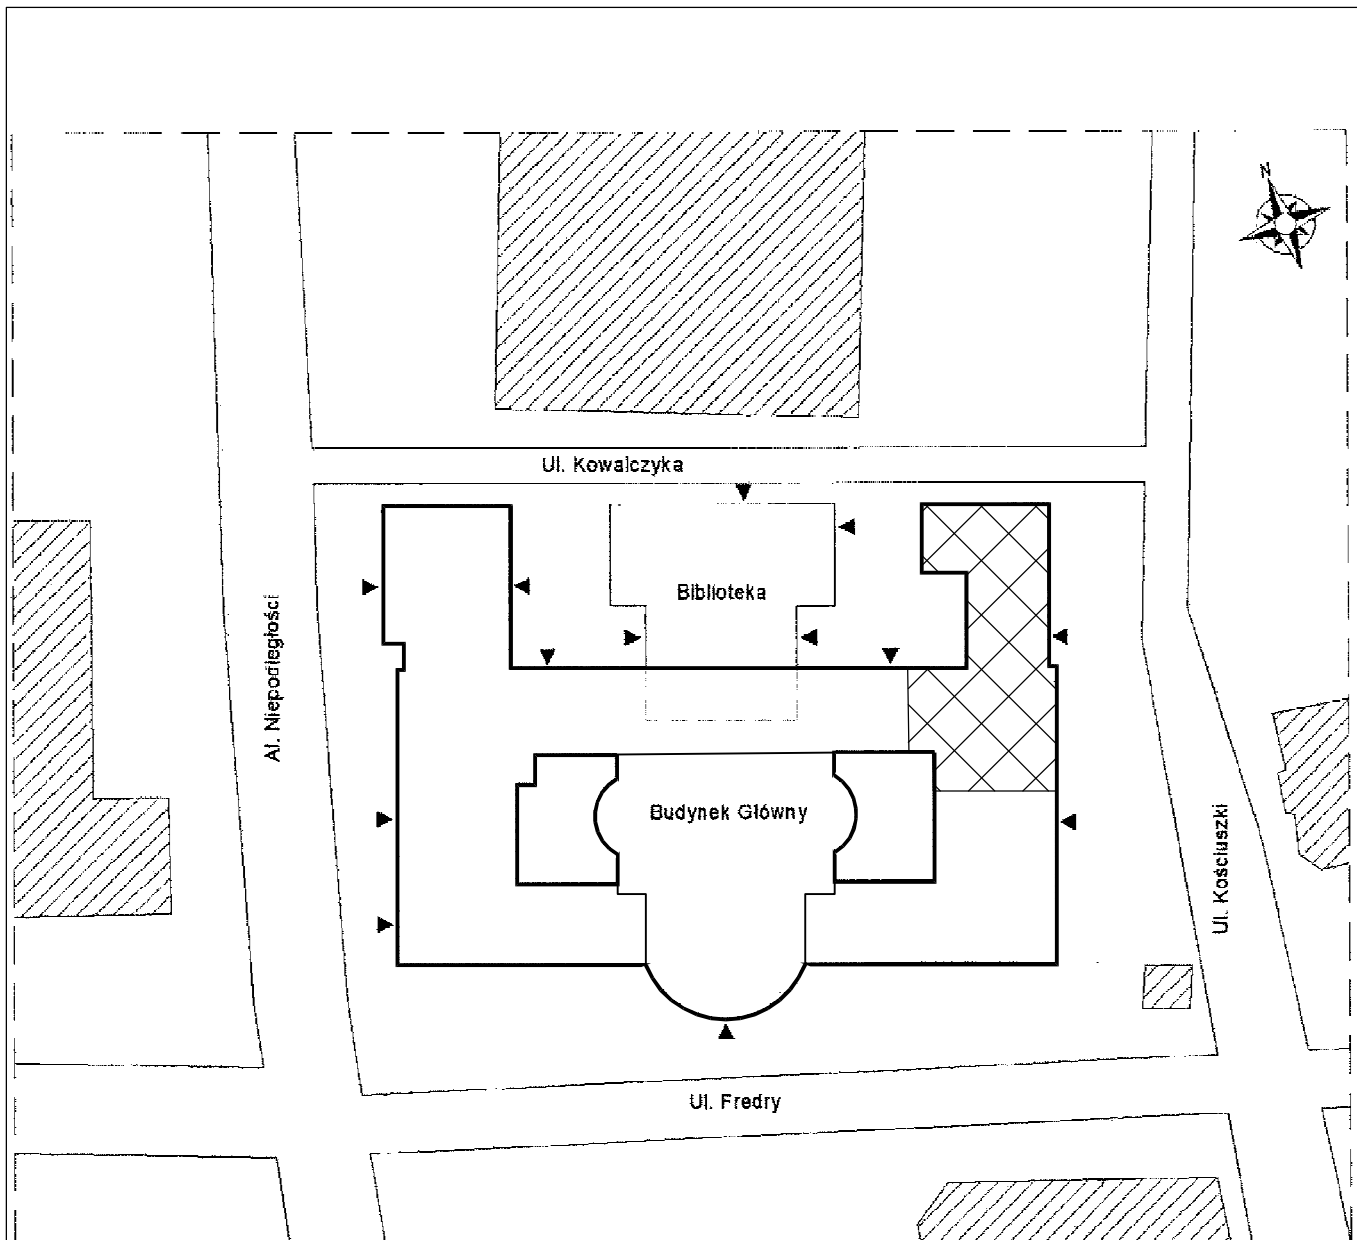 N
Ul. Kowalczyka
Biblioteka
Al. Niepodległości
Budynek Główny
Ul. Kościuszki
Ul. Fredry